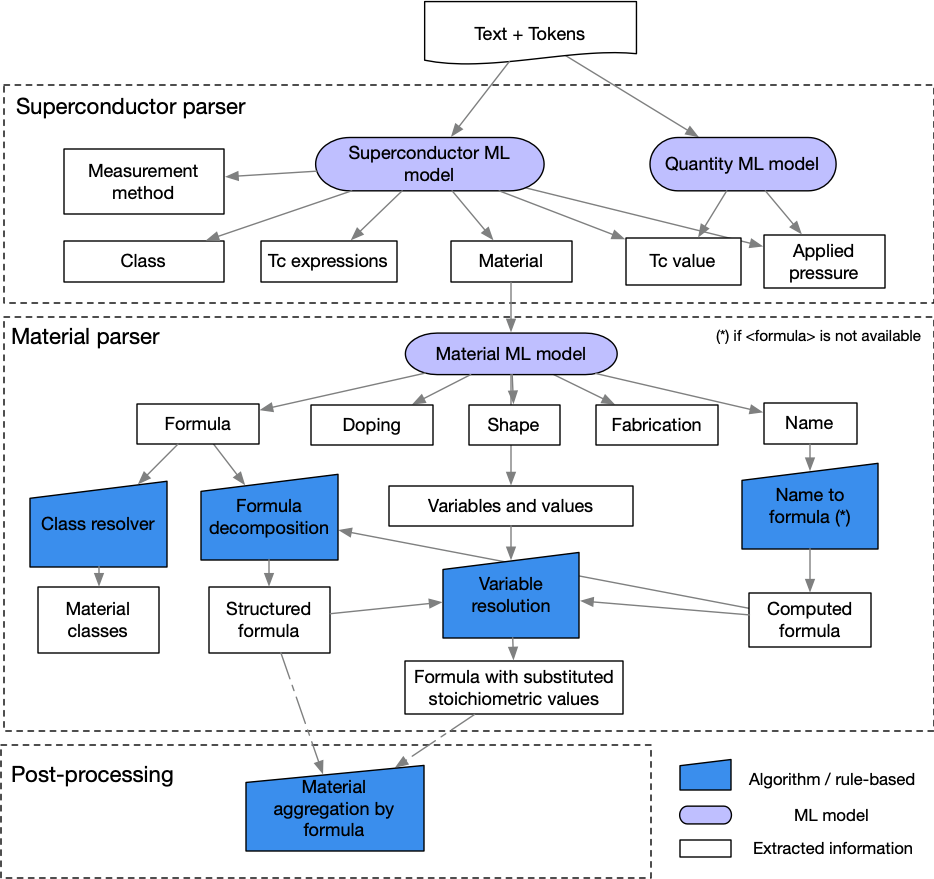 Text + Tokens
Superconductor parser
Superconductor ML
model
Quantity ML model
Measurement
method
Class
Tc expressions
Material
Tc value
Applied
pressure
Material parser
(*) if <formula> is not available
Material ML model
Formula
Doping
Shape
Fabrication
Name
Class resolver
Formula
decomposition
Variables and values
Name to
formula (*)
Variable
resolution
Material
classes
Structured
formula
Computed
formula
Formula with substituted
stoichiometric values
Post-processing
Material
aggregation by
formula
Algorithm / rule-based
ML model
Extracted information